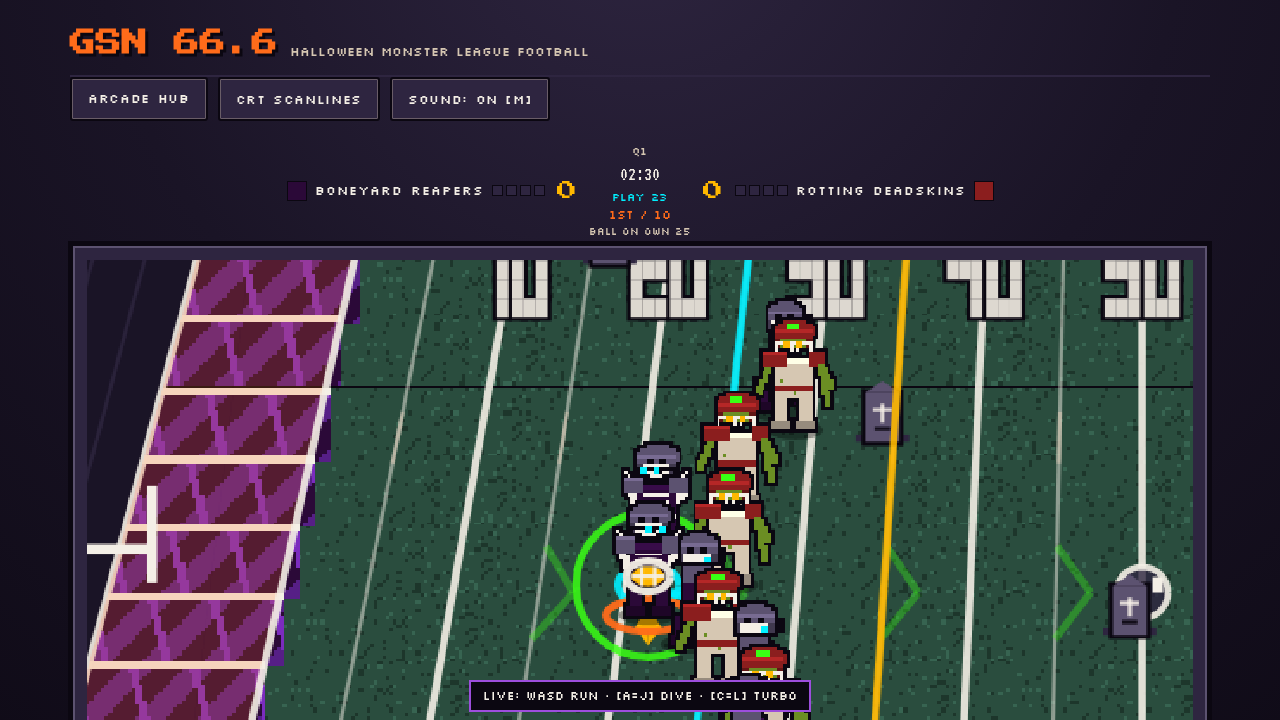 GSN 66.6 HALLOWEEN MONSTER LEAGUE FOOTBALL
ARCADE HUB CRT SCANLINES SOUND: ON [M]
Q1
02:30
BONEYARD REAPERS 0 PLAY 23 0 ROTTING DEADSKINS
1ST / 10
BALL ON OWN 25
10 20 30 40 50
LIVE: WASD RUN · [A=J] DIVE · [C=L] TURBO